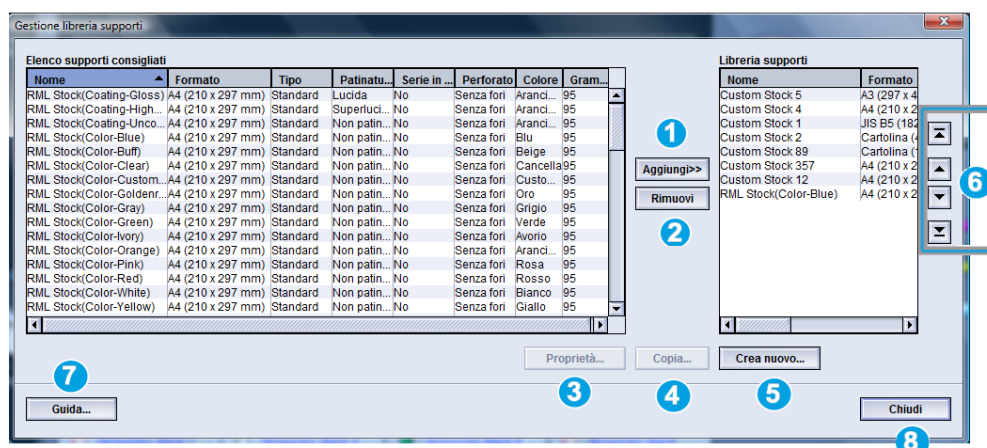 Gestione libreria supporti
Elenco supporti consigliati
Nome Formato Tipo Patinatu... Serie in ... Perforato Colore Gram...
RML Stock(Coating-Gloss) A4 (210 x 297 mm) Standard Lucida No Senza fori Aranci... 95
RML Stock(Coating-High... A4 (210 x 297 mm) Standard Superluci... No Senza fori Aranci... 95
RML Stock(Coating-Unco... A4 (210 x 297 mm) Standard Non patin... No Senza fori Aranci... 95
RML Stock(Color-Blue) A4 (210 x 297 mm) Standard Non patin... No Senza fori Blu 95
RML Stock(Color-Buff) A4 (210 x 297 mm) Standard Non patin... No Senza fori Beige 95
RML Stock(Color-Clear) A4 (210 x 297 mm) Standard Non patin... No Senza fori Cancella 95
RML Stock(Color-Custom... A4 (210 x 297 mm) Standard Non patin... No Senza fori Custo... 95
RML Stock(Color-Goldenr... A4 (210 x 297 mm) Standard Non patin... No Senza fori Oro 95
RML Stock(Color-Gray) A4 (210 x 297 mm) Standard Non patin... No Senza fori Grigio 95
RML Stock(Color-Green) A4 (210 x 297 mm) Standard Non patin... No Senza fori Verde 95
RML Stock(Color-Ivory) A4 (210 x 297 mm) Standard Non patin... No Senza fori Avorio 95
RML Stock(Color-Orange) A4 (210 x 297 mm) Standard Non patin... No Senza fori Aranci... 95
RML Stock(Color-Pink) A4 (210 x 297 mm) Standard Non patin... No Senza fori Rosa 95
RML Stock(Color-Red) A4 (210 x 297 mm) Standard Non patin... No Senza fori Rosso 95
RML Stock(Color-White) A4 (210 x 297 mm) Standard Non patin... No Senza fori Bianco 95
RML Stock(Color-Yellow) A4 (210 x 297 mm) Standard Non patin... No Senza fori Giallo 95
1
Aggiungi>>
Rimuovi
2
Libreria supporti
Nome Formato
Custom Stock 5 A3 (297 x 4
Custom Stock 4 A4 (210 x 2
Custom Stock 1 JIS B5 (182
Custom Stock 2 Cartolina (4
Custom Stock 89 Cartolina (1
Custom Stock 357 A4 (210 x 2
Custom Stock 12 A4 (210 x 2
RML Stock(Color-Blue) A4 (210 x 2
6
Proprietà... Copia... Crea nuovo...
7 3 4 5
Guida... Chiudi
8